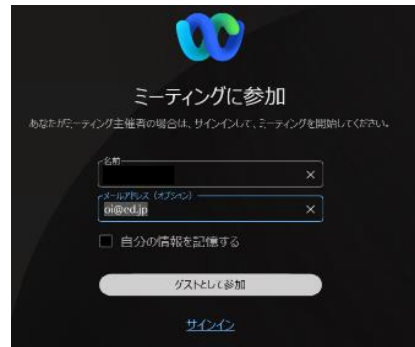 ミーティングに参加
あなたがミーティング主催者の場合は、サインインして、ミーティングを開始してください。
名前
メールアドレス (オプション)
oi@ed.jp
自分の情報を記憶する
ゲストとして参加
サインイン